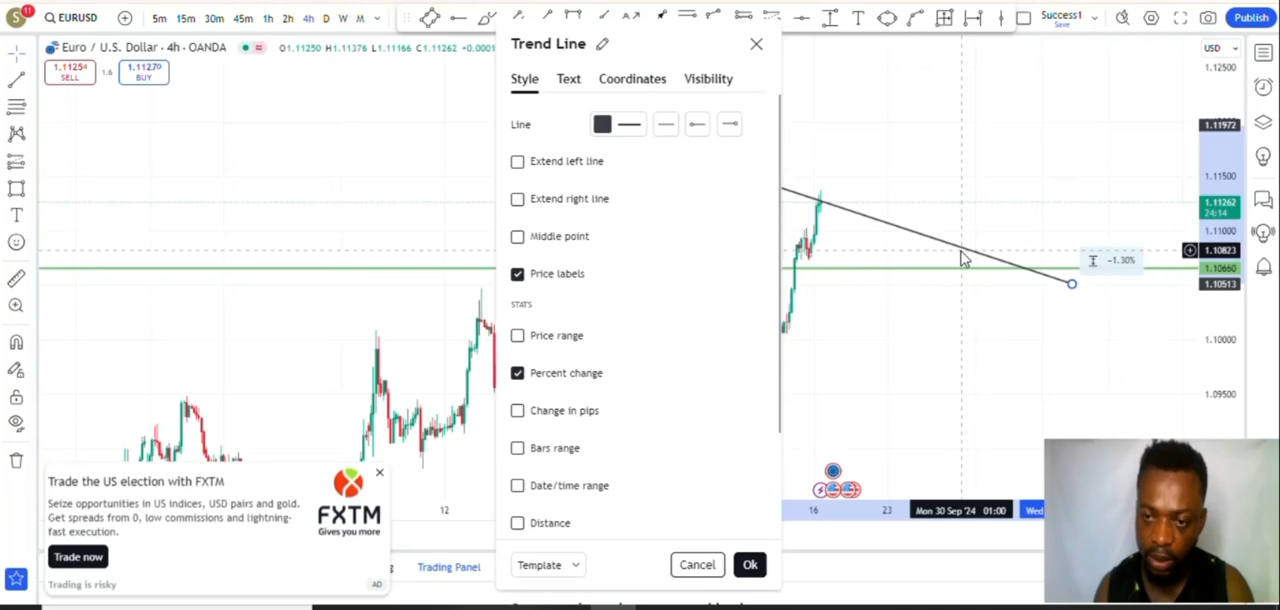 S
11
EURUSD
5m 15m 30m 45m 1h 2h 4h D W M
Success1
Save
Publish
Euro / U.S. Dollar · 4h · OANDA
O1.11250 H1.11376 L1.11166 C1.11262 +0.0001
USD
1.11254
SELL
1.6
1.11270
BUY
Trend Line
Style Text Coordinates Visibility
Line
Extend left line
Extend right line
Middle point
Price labels
STATS
Price range
Percent change
Change in pips
Bars range
Date/time range
Distance
Template
Cancel
Ok
1.12500
1.11972
1.11500
1.11262
24:14
1.11000
1.10823
1.10660
1.10513
1.10000
1.09500
−1.30%
12
16
23
Mon 30 Sep '24 01:00
Wed
Trade the US election with FXTM
Seize opportunities in US indices, USD pairs and gold.
Get spreads from 0, low commissions and lightning-
fast execution.
Trade now
Trading is risky
FXTM
Gives you more
AD
Trading Panel